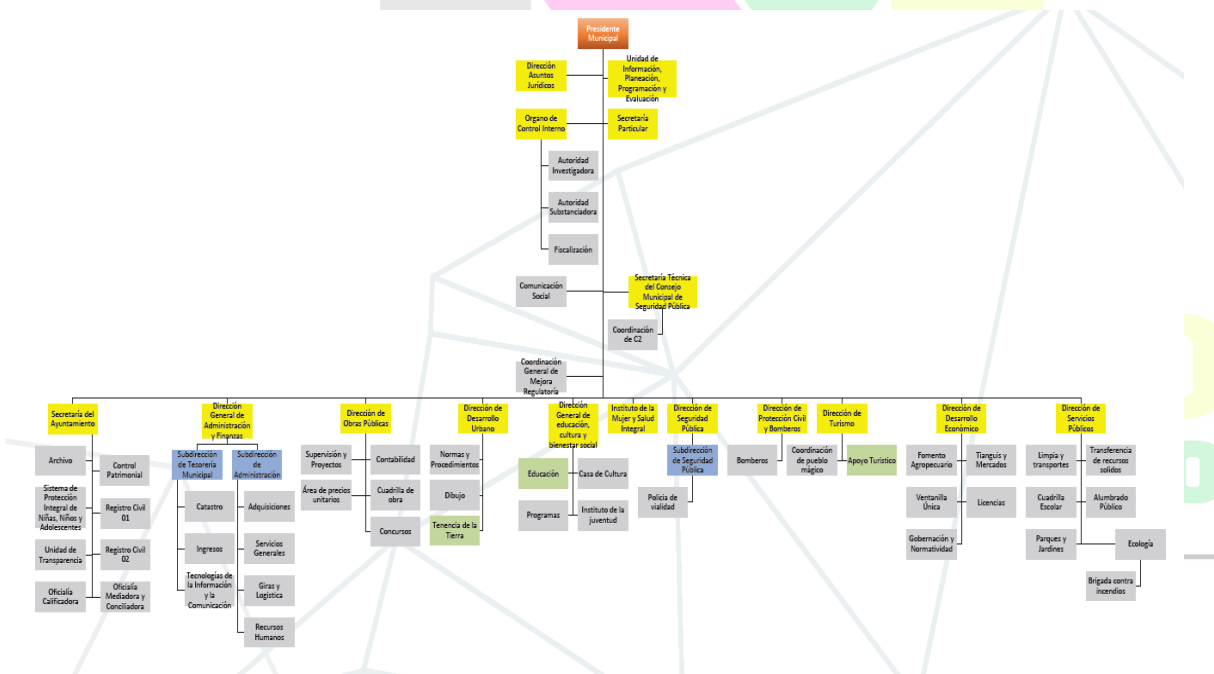 Presidente
Municipal
Dirección
Asuntos
Jurídicos
Unidad de
Información,
Planeación,
Programación y
Evaluación
Organo de
Control Interno
Secretaría
Particular
Autoridad
Investigadora
Autoridad
Substanciadora
Fiscalización
Comunicación
Social
Secretaría Técnica
del Consejo
Municipal de
Seguridad Pública
Coordinación
de C2
Coordinación
General de
Mejora
Regulatoria
Secretaría del
Ayuntamiento
Dirección
General de
Administración
y Finanzas
Dirección de
Obras Públicas
Dirección de
Desarrollo
Urbano
Dirección
General de
educación,
cultura y
bienestar social
Instituto de la
Mujer y Salud
Integral
Dirección de
Seguridad
Pública
Dirección de
Protección Civil
y Bomberos
Dirección de
Turismo
Dirección de
Desarrollo
Económico
Dirección de
Servicios
Públicos
Archivo
Control
Patrimonial
Sistema de
Protección
Integral de
Niñas, Niños y
Adolescentes
Registro Civil
01
Unidad de
Transparencia
Registro Civil
02
Oficialía
Calificadora
Oficialía
Mediadora y
Conciliadora
Subdirección
de Tesorería
Municipal
Subdirección
de
Administración
Catastro
Adquisiciones
Ingresos
Servicios
Generales
Tecnologías de
la Información
y la
Comunicación
Giras y
Logística
Recursos
Humanos
Supervisión y
Proyectos
Contabilidad
Área de precios
unitarios
Cuadrilla de
obra
Concursos
Normas y
Procedimientos
Dibujo
Tenencia de la
Tierra
Educación
Casa de Cultura
Programas
Instituto de la
juventud
Subdirección
de Seguridad
Pública
Policia de
vialidad
Bomberos
Coordinación
de pueblo
mágico
Apoyo Turístico
Fomento
Agropecuario
Tianguis y
Mercados
Ventanilla
Única
Licencias
Gobernación y
Normatividad
Limpia y
transportes
Transferencia
de recursos
solidos
Cuadrilla
Escolar
Alumbrado
Público
Parques y
Jardines
Ecología
Brigada contra
incendios